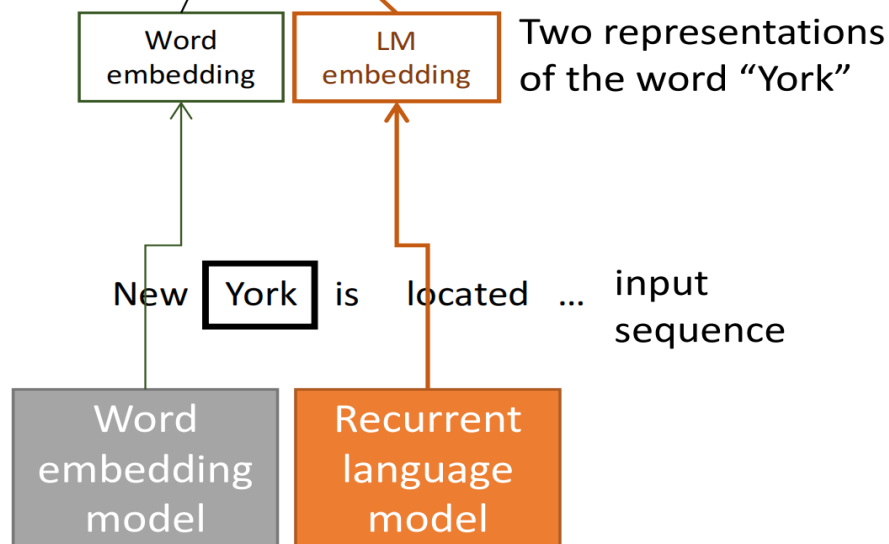 Word
embedding
LM
embedding
Two representations
of the word “York”
New York is located ...
input
sequence
Word
embedding
model
Recurrent
language
model